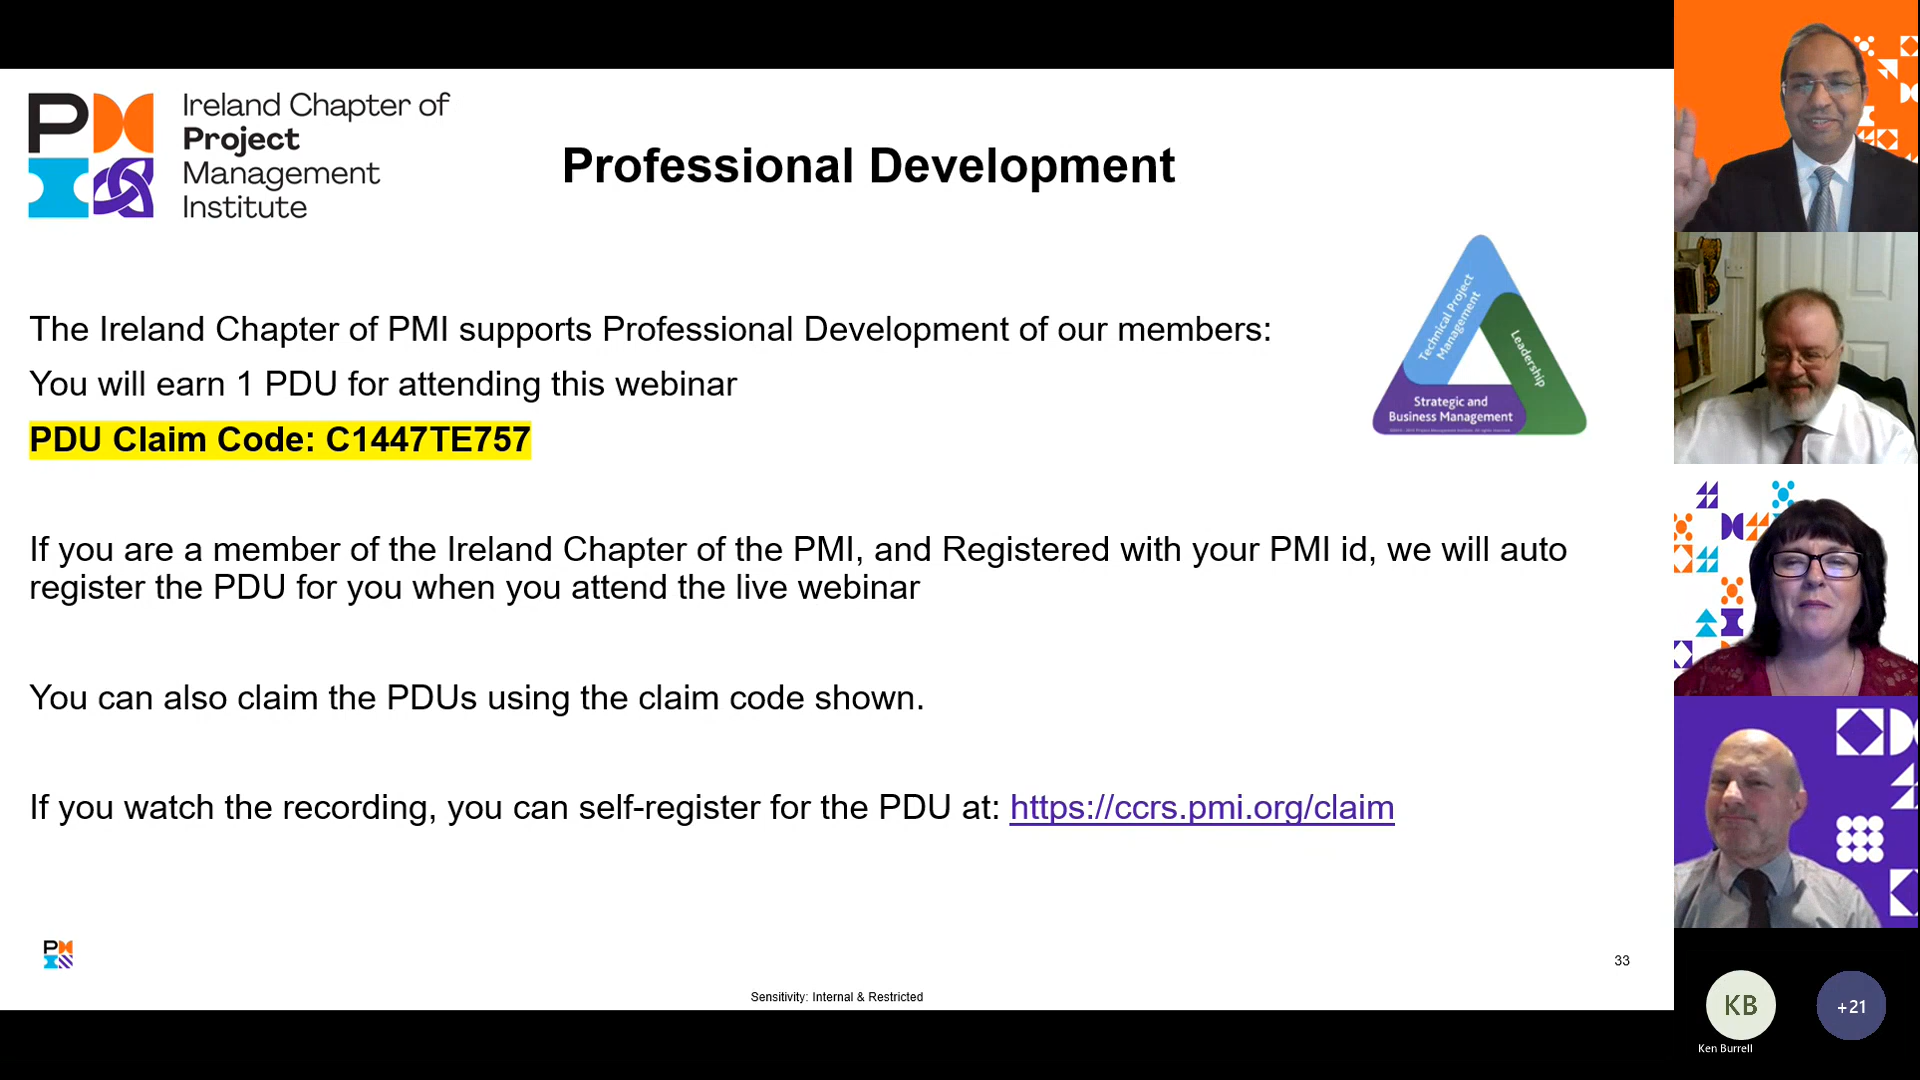 Ireland Chapter of
Project
Management
Institute
Professional Development
Technical Project
Management
Leadership
Strategic and
Business Management
The Ireland Chapter of PMI supports Professional Development of our members:
You will earn 1 PDU for attending this webinar
PDU Claim Code: C1447TE757
If you are a member of the Ireland Chapter of the PMI, and Registered with your PMI id, we will auto
register the PDU for you when you attend the live webinar
You can also claim the PDUs using the claim code shown.
If you watch the recording, you can self-register for the PDU at: https://ccrs.pmi.org/claim
33
Sensitivity: Internal & Restricted
KB
+21
Ken Burrell